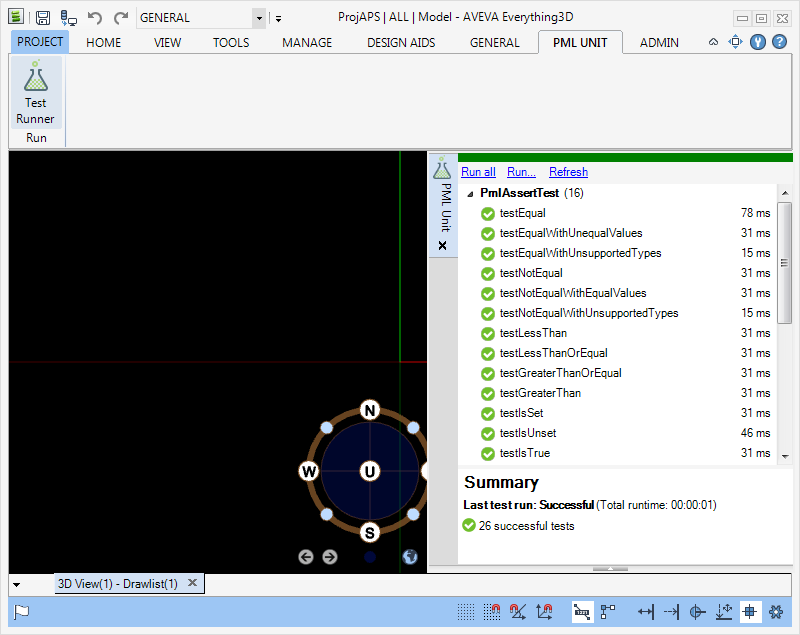 GENERAL
ProjAPS | ALL | Model - AVEVA Everything3D
PROJECT HOME VIEW TOOLS MANAGE DESIGN AIDS GENERAL PML UNIT ADMIN
Test
Runner
Run
PML Unit
Run all Run... Refresh
PmlAssertTest (16)
testEqual 78 ms
testEqualWithUnequalValues 31 ms
testEqualWithUnsupportedTypes 15 ms
testNotEqual 31 ms
testNotEqualWithEqualValues 31 ms
testNotEqualWithUnsupportedTypes 15 ms
testLessThan 31 ms
testLessThanOrEqual 31 ms
testGreaterThanOrEqual 31 ms
testGreaterThan 31 ms
testIsSet 31 ms
testIsUnset 46 ms
testIsTrue 31 ms
N
W U
S
Summary
Last test run: Successful (Total runtime: 00:00:01)
26 successful tests
3D View(1) - Drawlist(1)